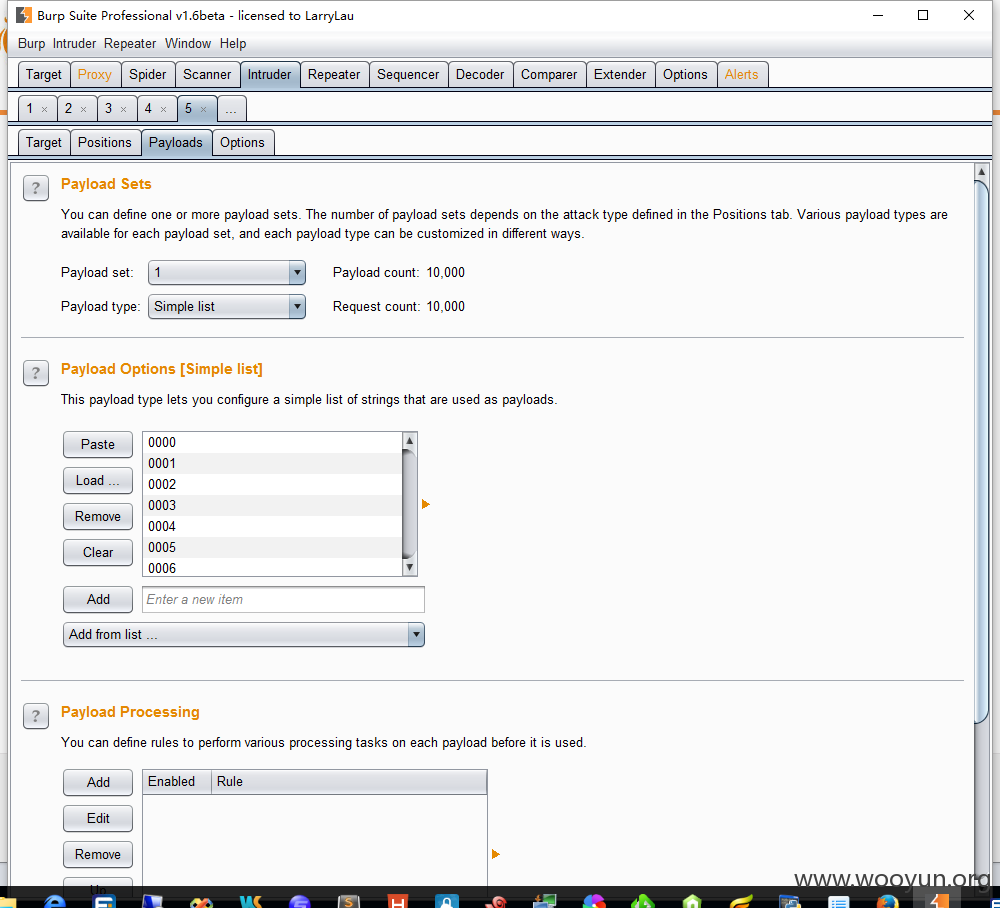 Burp Suite Professional v1.6beta - licensed to LarryLau
Burp Intruder Repeater Window Help
Target Proxy Spider Scanner Intruder Repeater Sequencer Decoder Comparer Extender Options Alerts
1 × 2 × 3 × 4 × 5 × ...
Target Positions Payloads Options
? Payload Sets
You can define one or more payload sets. The number of payload sets depends on the attack type defined in the Positions tab. Various payload types are
available for each payload set, and each payload type can be customized in different ways.
Payload set: 1 Payload count: 10,000
Payload type: Simple list Request count: 10,000
? Payload Options [Simple list]
This payload type lets you configure a simple list of strings that are used as payloads.
Paste
Load ...
Remove
Clear
0000
0001
0002
0003
0004
0005
0006
Add Enter a new item
Add from list ...
? Payload Processing
You can define rules to perform various processing tasks on each payload before it is used.
Add Enabled Rule
Edit
Remove
Up
www.wooyun.org